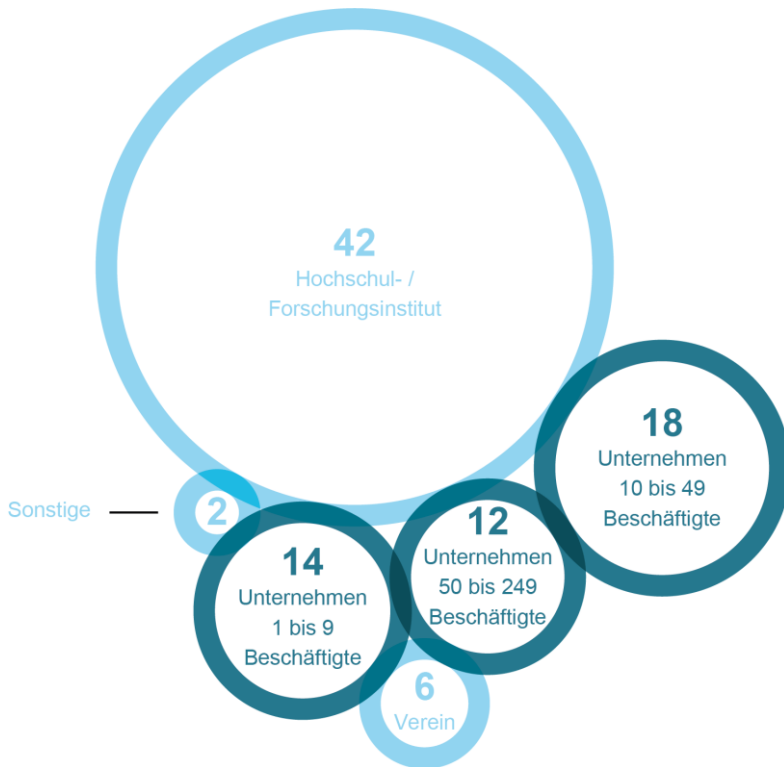 42
Hochschul- /
Forschungsinstitut
18
Unternehmen
10 bis 49
Beschäftigte
Sonstige
2
12
Unternehmen
50 bis 249
Beschäftigte
14
Unternehmen
1 bis 9
Beschäftigte
6
Verein